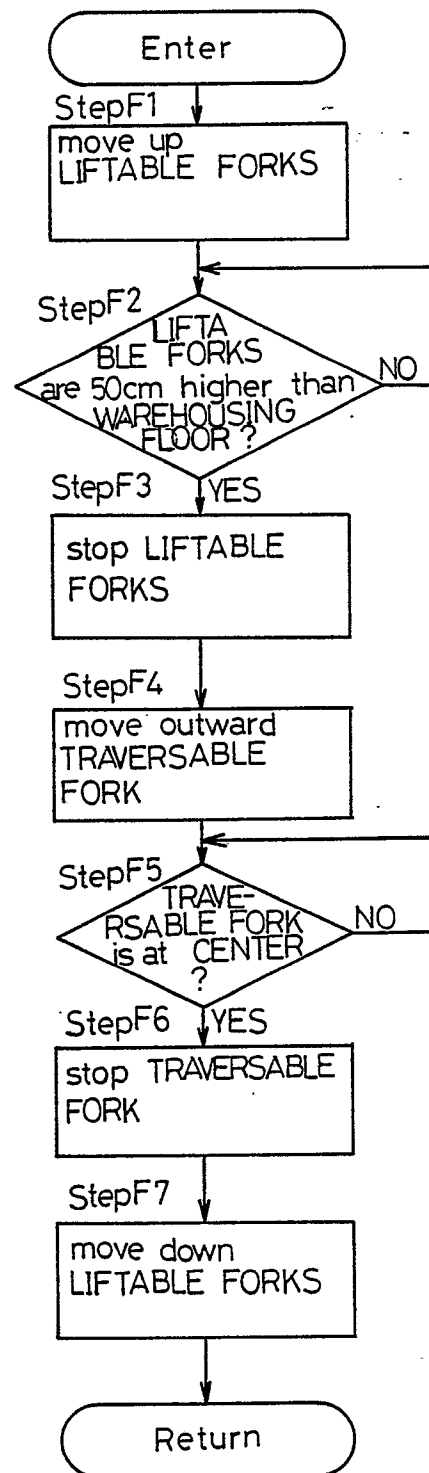 Enter
StepF1
move up
LIFTABLE FORKS
StepF2
LIFTA
BLE FORKS
are 50cm higher than
WAREHOUSING
FLOOR ?
NO
StepF3
YES
stop LIFTABLE
FORKS
StepF4
move outward
TRAVERSABLE
FORK
StepF5
TRAVE-
RSABLE FORK
is at CENTER
?
NO
StepF6
YES
stop TRAVERSABLE
FORK
StepF7
move down
LIFTABLE FORKS
Return